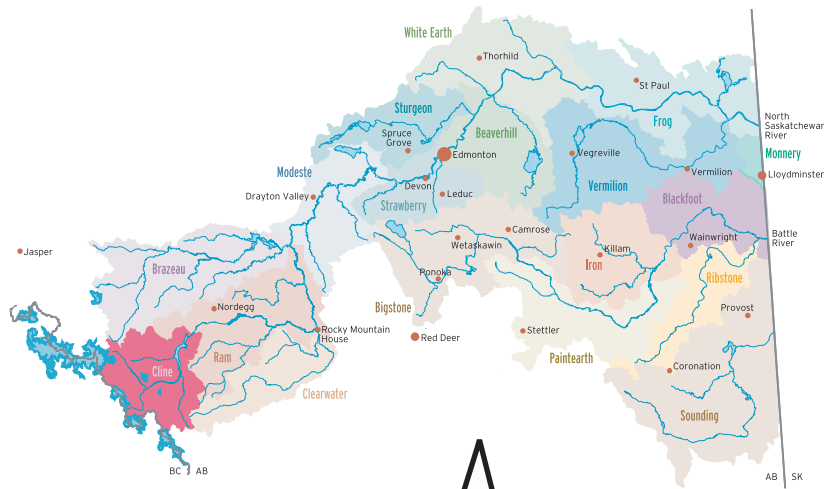 White Earth
Thorhild
St Paul
Sturgeon
Spruce
Grove
Beaverhill
Frog
North
Saskatchewan
River
Edmonton
Vegreville
Monnery
Modeste
Devon
Leduc
Vermilion
Vermilion
Lloydminster
Drayton Valley
Strawberry
Blackfoot
Camrose
Wetaskawin
Wainwright
Battle
River
Jasper
Brazeau
Killam
Iron
Ribstone
Ponoka
Nordegg
Bigstone
Provost
Rocky Mountain
House
Red Deer
Stettler
Ram
Paintearth
Cline
Coronation
Clearwater
Sounding
BC
AB
AB
SK